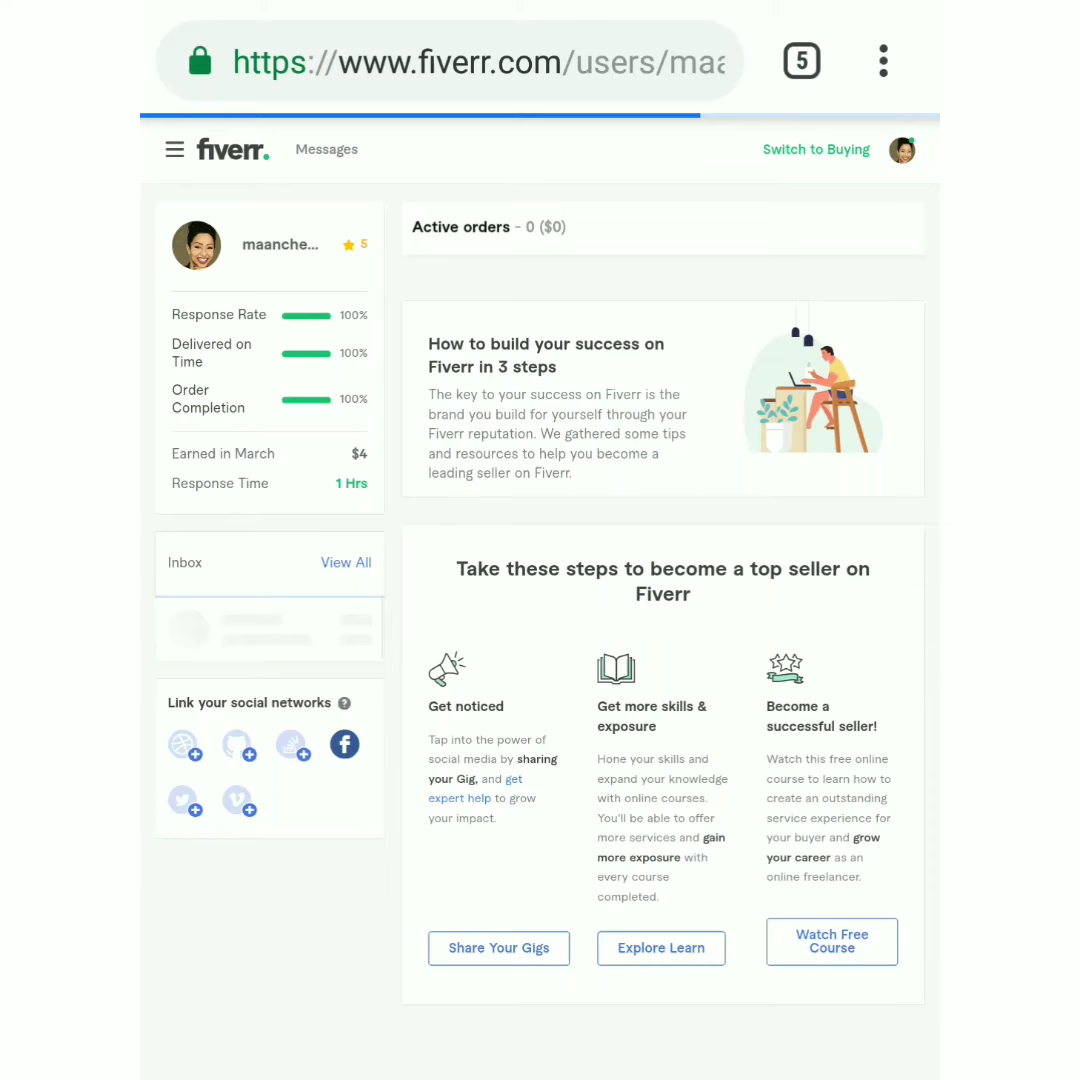 https://www.fiverr.com/users/maa
5
fiverr.
Messages
Switch to Buying
maanche...
5
Response Rate
100%
Delivered on
Time
100%
Order
Completion
100%
Earned in March
$4
Response Time
1 Hrs
Inbox
View All
Link your social networks
?
Active orders - 0 ($0)
How to build your success on
Fiverr in 3 steps
The key to your success on Fiverr is the
brand you build for yourself through your
Fiverr reputation. We gathered some tips
and resources to help you become a
leading seller on Fiverr.
Take these steps to become a top seller on
Fiverr
Get noticed
Tap into the power of
social media by sharing
your Gig, and get
expert help to grow
your impact.
Share Your Gigs
Get more skills &
exposure
Hone your skills and
expand your knowledge
with online courses.
You'll be able to offer
more services and gain
more exposure with
every course
completed.
Explore Learn
Become a
successful seller!
Watch this free online
course to learn how to
create an outstanding
service experience for
your buyer and grow
your career as an
online freelancer.
Watch Free
Course